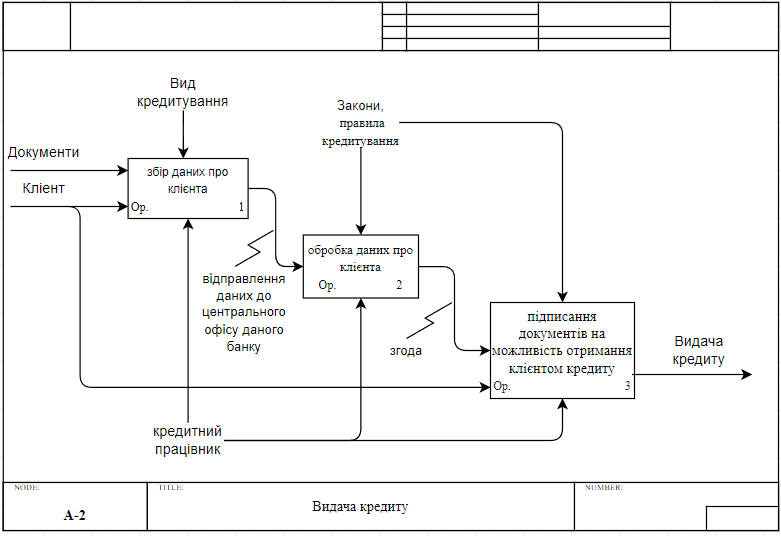 Вид
кредитування
Закони,
правила
кредитування
Документи
Клієнт
збір даних про
клієнта
Ор.
1
обробка даних про
клієнта
Ор.
2
відправлення
даних до
центрального
офісу даного
банку
згода
підписання
документів на
можливість отримання
клієнтом кредиту
Ор.
3
Видача
кредиту
кредитний
працівник
NODE:
А-2
TITLE:
Видача кредиту
NUMBER: